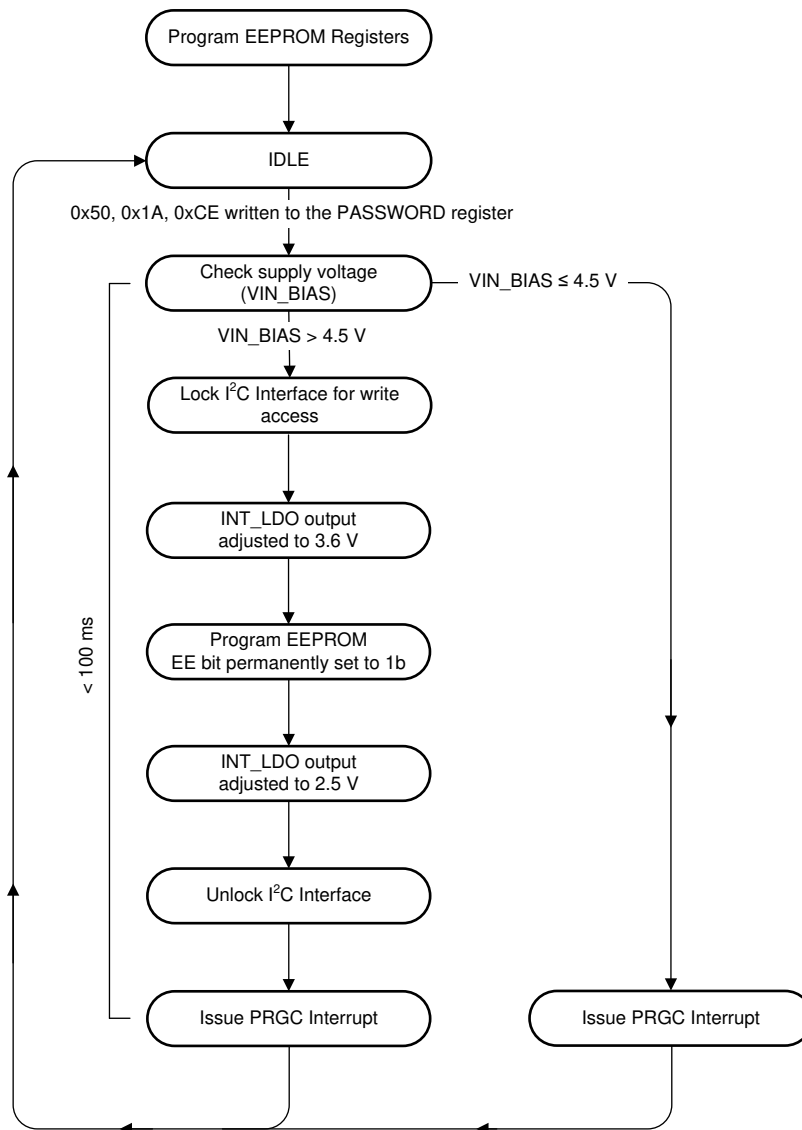 Program EEPROM Registers
IDLE
0x50, 0x1A, 0xCE written to the PASSWORD register
Check supply voltage
(VIN_BIAS)
VIN_BIAS ≤ 4.5 V
VIN_BIAS > 4.5 V
Lock I²C Interface for write
access
INT_LDO output
adjusted to 3.6 V
< 100 ms
Program EEPROM
EE bit permanently set to 1b
INT_LDO output
adjusted to 2.5 V
Unlock I²C Interface
Issue PRGC Interrupt
Issue PRGC Interrupt